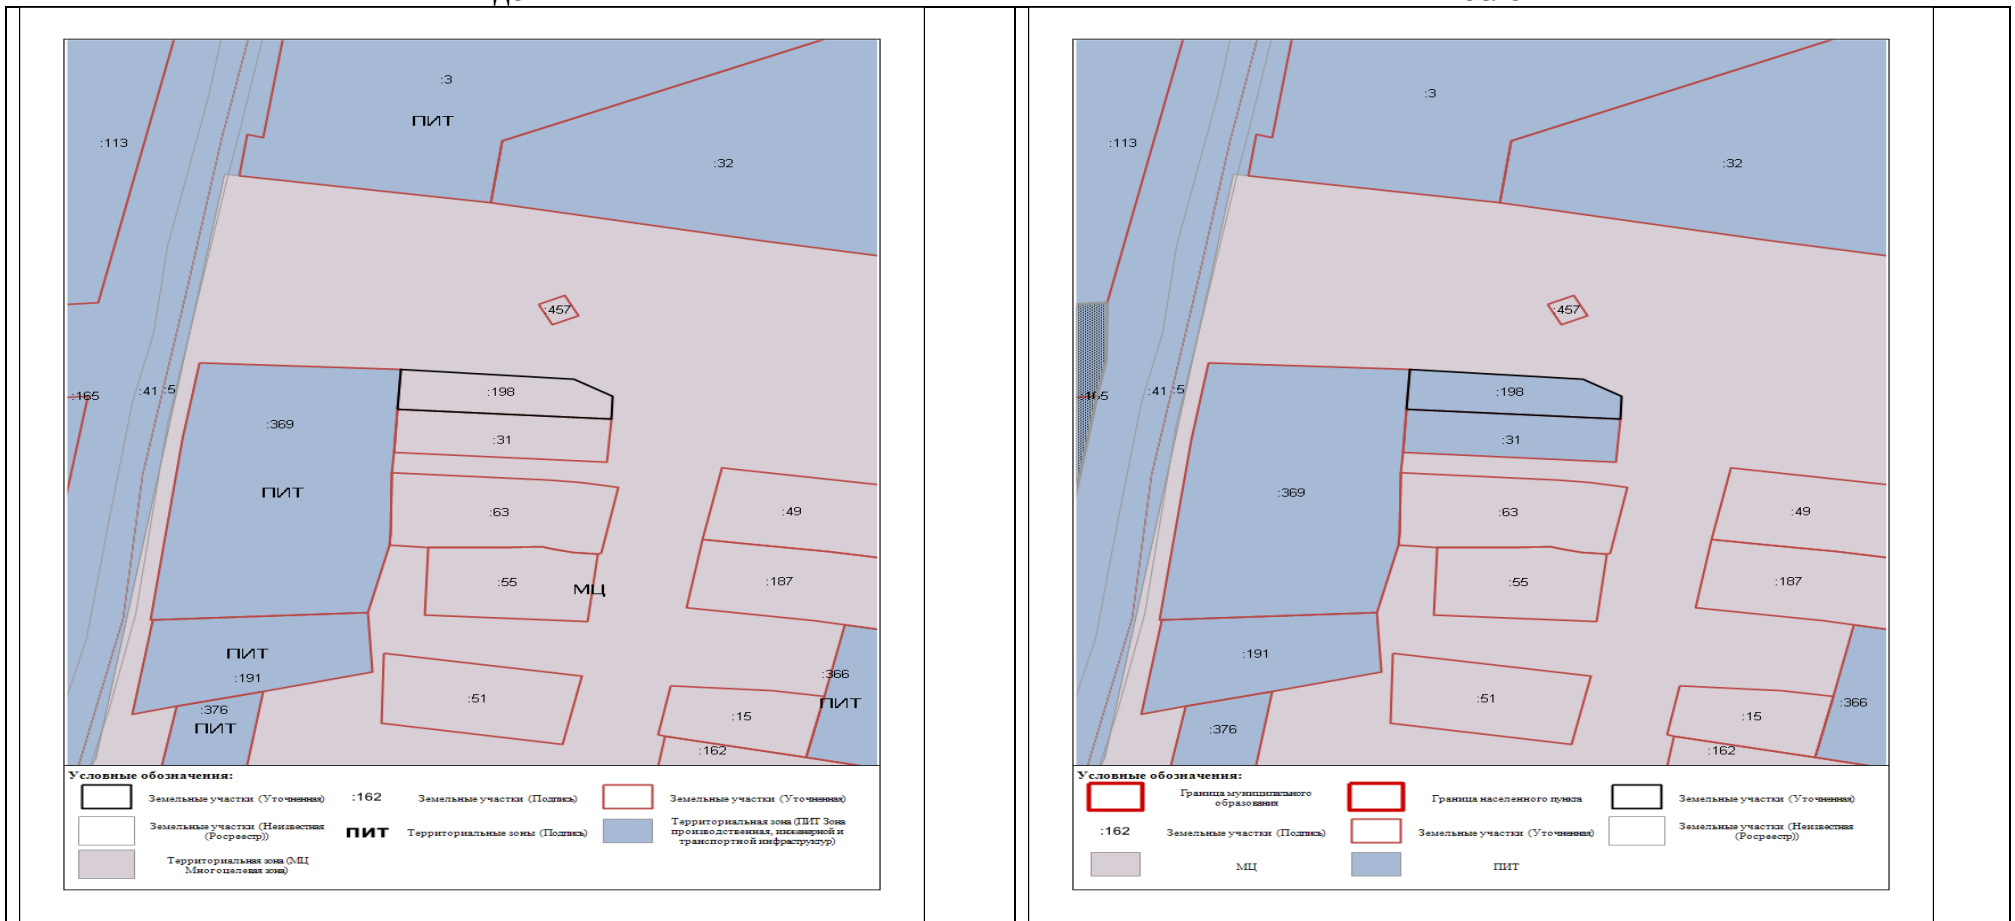 :3
ПИТ
:113
:32
:457
:165
:41
:5
:198
:369
:31
ПИТ
:63
:49
:55
МЦ
:187
ПИТ
:191
:366
ПИТ
:51
:376
ПИТ
:15
:162
Условные обозначения:
Земельные участки (Уточненная)
:162
Земельные участки (Подпись)
Земельные участки (Уточненная)
Земельные участки (Неизвестная
(Росреестр))
ПИТ
Территориальные зоны (Подпись)
Территориальная зона (ПИТ Зона
производственная, инженерной и
транспортной инфраструктур)
Территориальная зона (МЦ
Многоцелевая зона)
:3
:113
:32
:457
:165
:41
:5
:198
:31
:369
:63
:49
:55
:187
:191
:51
:366
:376
:15
:162
Условные обозначения:
Граница муниципального
образования
Граница населенного пункта
Земельные участки (Уточненная)
:162
Земельные участки (Подпись)
Земельные участки (Уточненная)
Земельные участки (Неизвестная
(Росреестр))
МЦ
ПИТ